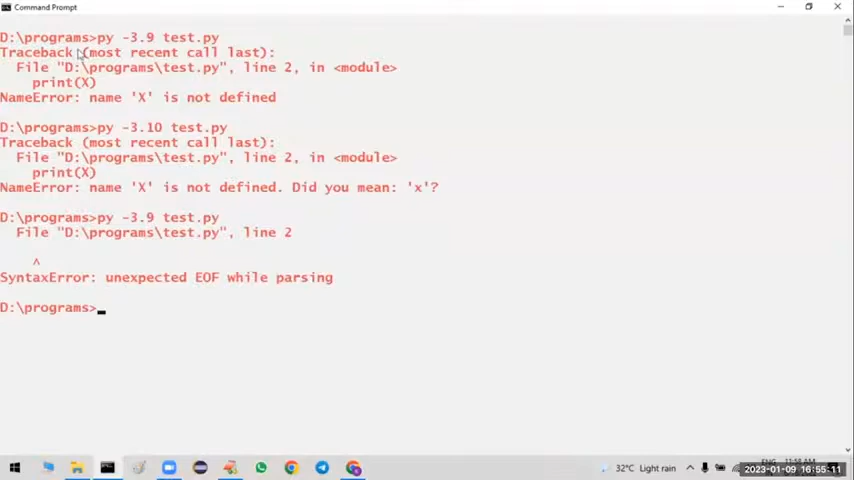 Command Prompt
D:\programs>py -3.9 test.py
Traceback (most recent call last):
  File "D:\programs\test.py", line 2, in <module>
    print(X)
NameError: name 'X' is not defined
D:\programs>py -3.10 test.py
Traceback (most recent call last):
  File "D:\programs\test.py", line 2, in <module>
    print(X)
NameError: name 'X' is not defined. Did you mean: 'x'?
D:\programs>py -3.9 test.py
  File "D:\programs\test.py", line 2
    ^
SyntaxError: unexpected EOF while parsing
D:\programs>
32°C Light rain
2023-01-09 16:55:11